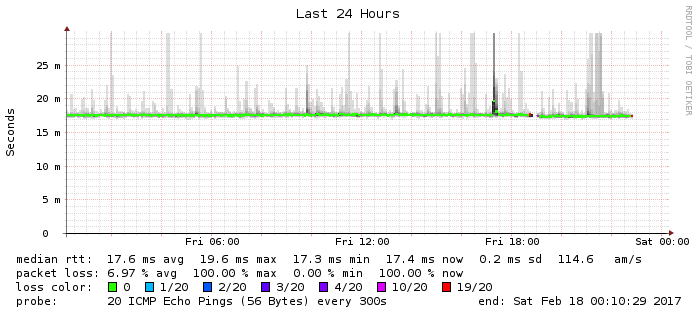 Last 24 Hours
RRDTOOL / TOBI OETIKER
Seconds
25 m
20 m
15 m
10 m
5 m
0
Fri 06:00 Fri 12:00 Fri 18:00 Sat 00:00
median rtt: 17.6 ms avg 19.6 ms max 17.3 ms min 17.4 ms now 0.2 ms sd 114.6 am/s
packet loss: 6.97 % avg 100.00 % max 0.00 % min 100.00 % now
loss color: 0 1/20 2/20 3/20 4/20 10/20 19/20
probe: 20 ICMP Echo Pings (56 Bytes) every 300s end: Sat Feb 18 00:10:29 2017